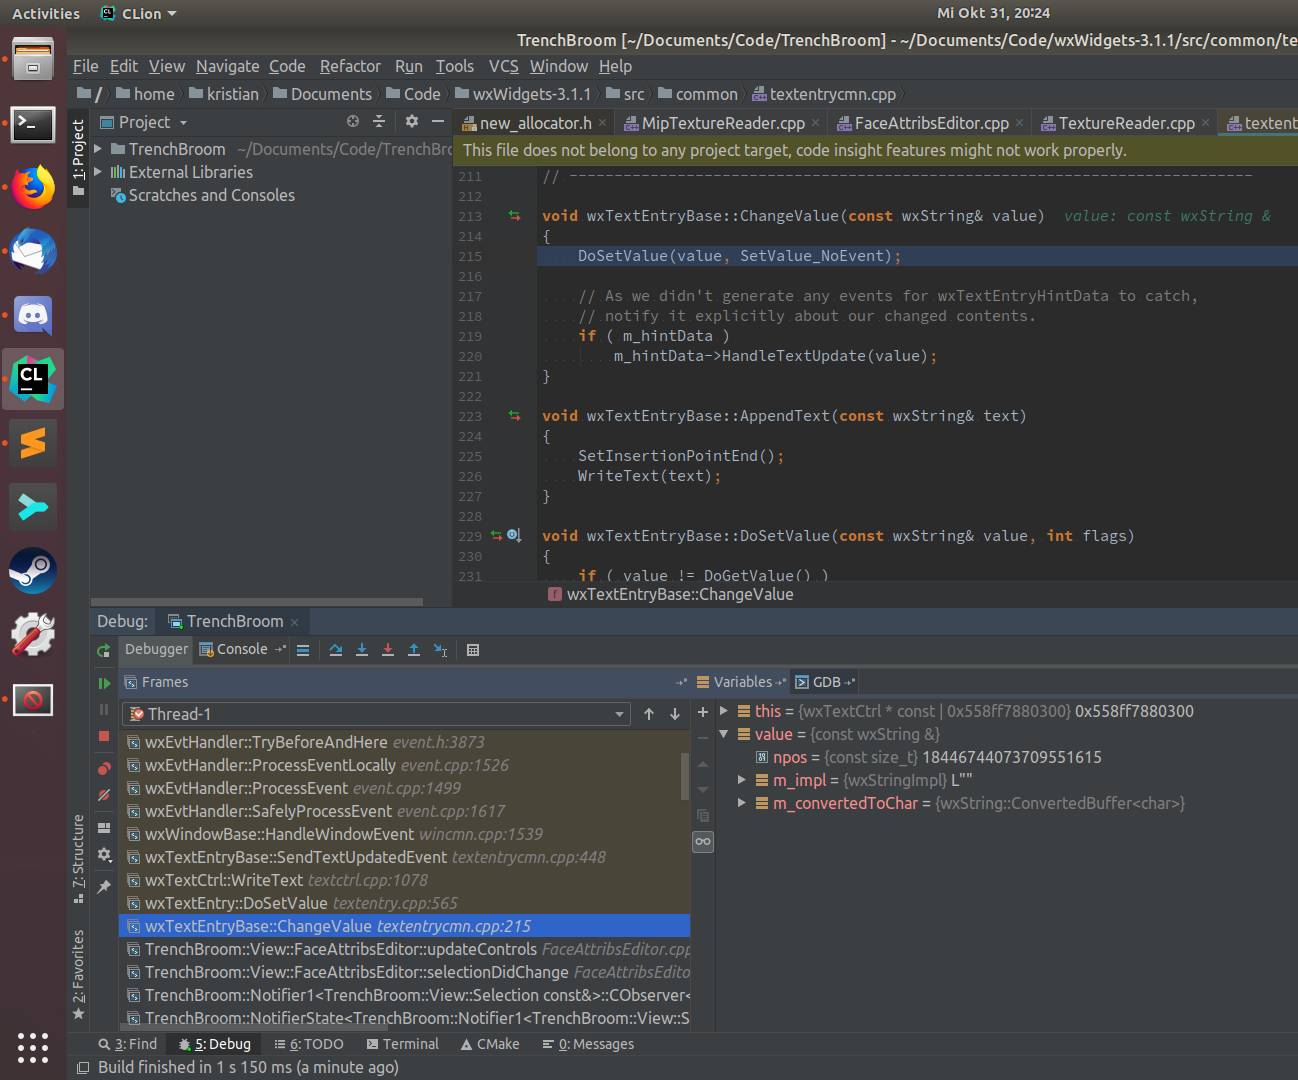 Activities CLion Mi Okt 31, 20:24
TrenchBroom [~/Documents/Code/TrenchBroom] - ~/Documents/Code/wxWidgets-3.1.1/src/common/te
File Edit View Navigate Code Refactor Run Tools VCS Window Help
/ home kristian Documents Code wxWidgets-3.1.1 src common textentrycmn.cpp
1: Project
Project
TrenchBroom ~/Documents/Code/TrenchBro
External Libraries
Scratches and Consoles
new_allocator.h MipTextureReader.cpp FaceAttribsEditor.cpp TextureReader.cpp textent
This file does not belong to any project target, code insight features might not work properly.
211 // ----------------------------------------------------------------------------
212
213 void wxTextEntryBase::ChangeValue(const wxString& value) value: const wxString &
214 {
215 DoSetValue(value, SetValue_NoEvent);
216
217 // As we didn't generate any events for wxTextEntryHintData to catch,
218 // notify it explicitly about our changed contents.
219 if ( m_hintData )
220 m_hintData->HandleTextUpdate(value);
221 }
222
223 void wxTextEntryBase::AppendText(const wxString& text)
224 {
225 SetInsertionPointEnd();
226 WriteText(text);
227 }
228
229 void wxTextEntryBase::DoSetValue(const wxString& value, int flags)
230 {
231 if ( value != DoGetValue() )
f wxTextEntryBase::ChangeValue
Debug: TrenchBroom
Debugger Console
Frames
Thread-1
wxEvtHandler::TryBeforeAndHere event.h:3873
wxEvtHandler::ProcessEventLocally event.cpp:1526
wxEvtHandler::ProcessEvent event.cpp:1499
wxEvtHandler::SafelyProcessEvent event.cpp:1617
wxWindowBase::HandleWindowEvent wincmn.cpp:1539
wxTextEntryBase::SendTextUpdatedEvent textentrycmn.cpp:448
wxTextCtrl::WriteText textctrl.cpp:1078
wxTextEntry::DoSetValue textentry.cpp:565
wxTextEntryBase::ChangeValue textentrycmn.cpp:215
TrenchBroom::View::FaceAttribsEditor::updateControls FaceAttribsEditor.cpp
TrenchBroom::View::FaceAttribsEditor::selectionDidChange FaceAttribsEdito
TrenchBroom::Notifier1<TrenchBroom::View::Selection const&>::CObserver<
TrenchBroom::NotifierState<TrenchBroom::Notifier1<TrenchBroom::View::S
Variables GDB
this = {wxTextCtrl * const | 0x558ff7880300} 0x558ff7880300
value = {const wxString &}
npos = {const size_t} 18446744073709551615
m_impl = {wxStringImpl} L""
m_convertedToChar = {wxString::ConvertedBuffer<char>}
7: Structure
2: Favorites
3: Find 5: Debug 6: TODO Terminal CMake 0: Messages
Build finished in 1 s 150 ms (a minute ago)